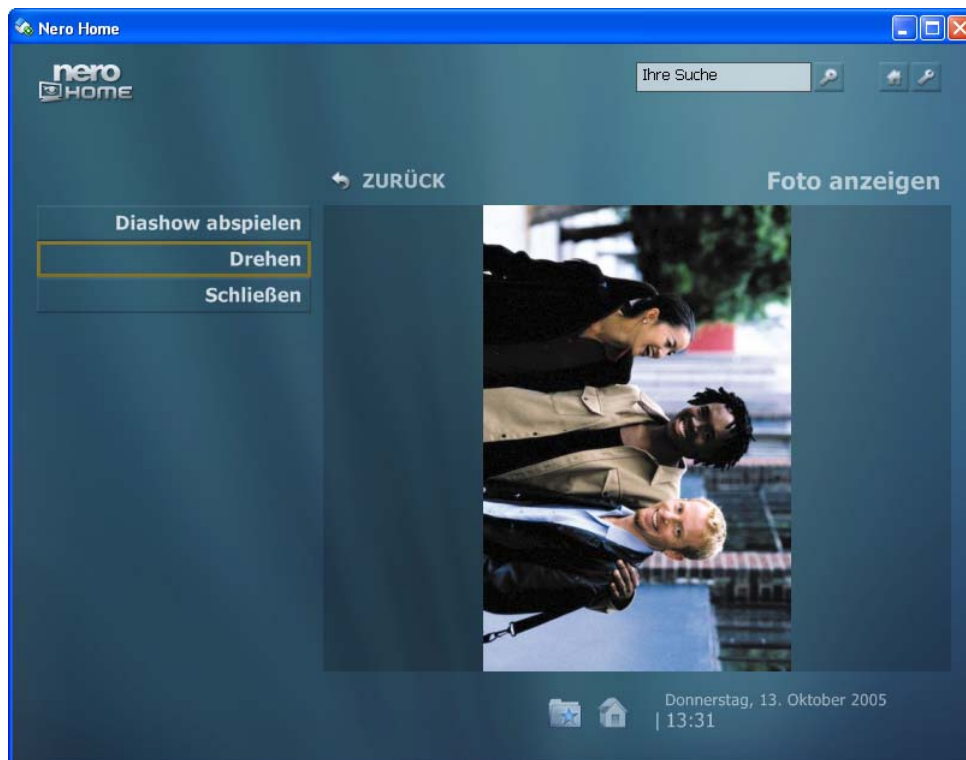 Nero Home
nero
HOME
Ihre Suche
ZURÜCK
Foto anzeigen
Diashow abspielen
Drehen
Schließen
Donnerstag, 13. Oktober 2005
| 13:31